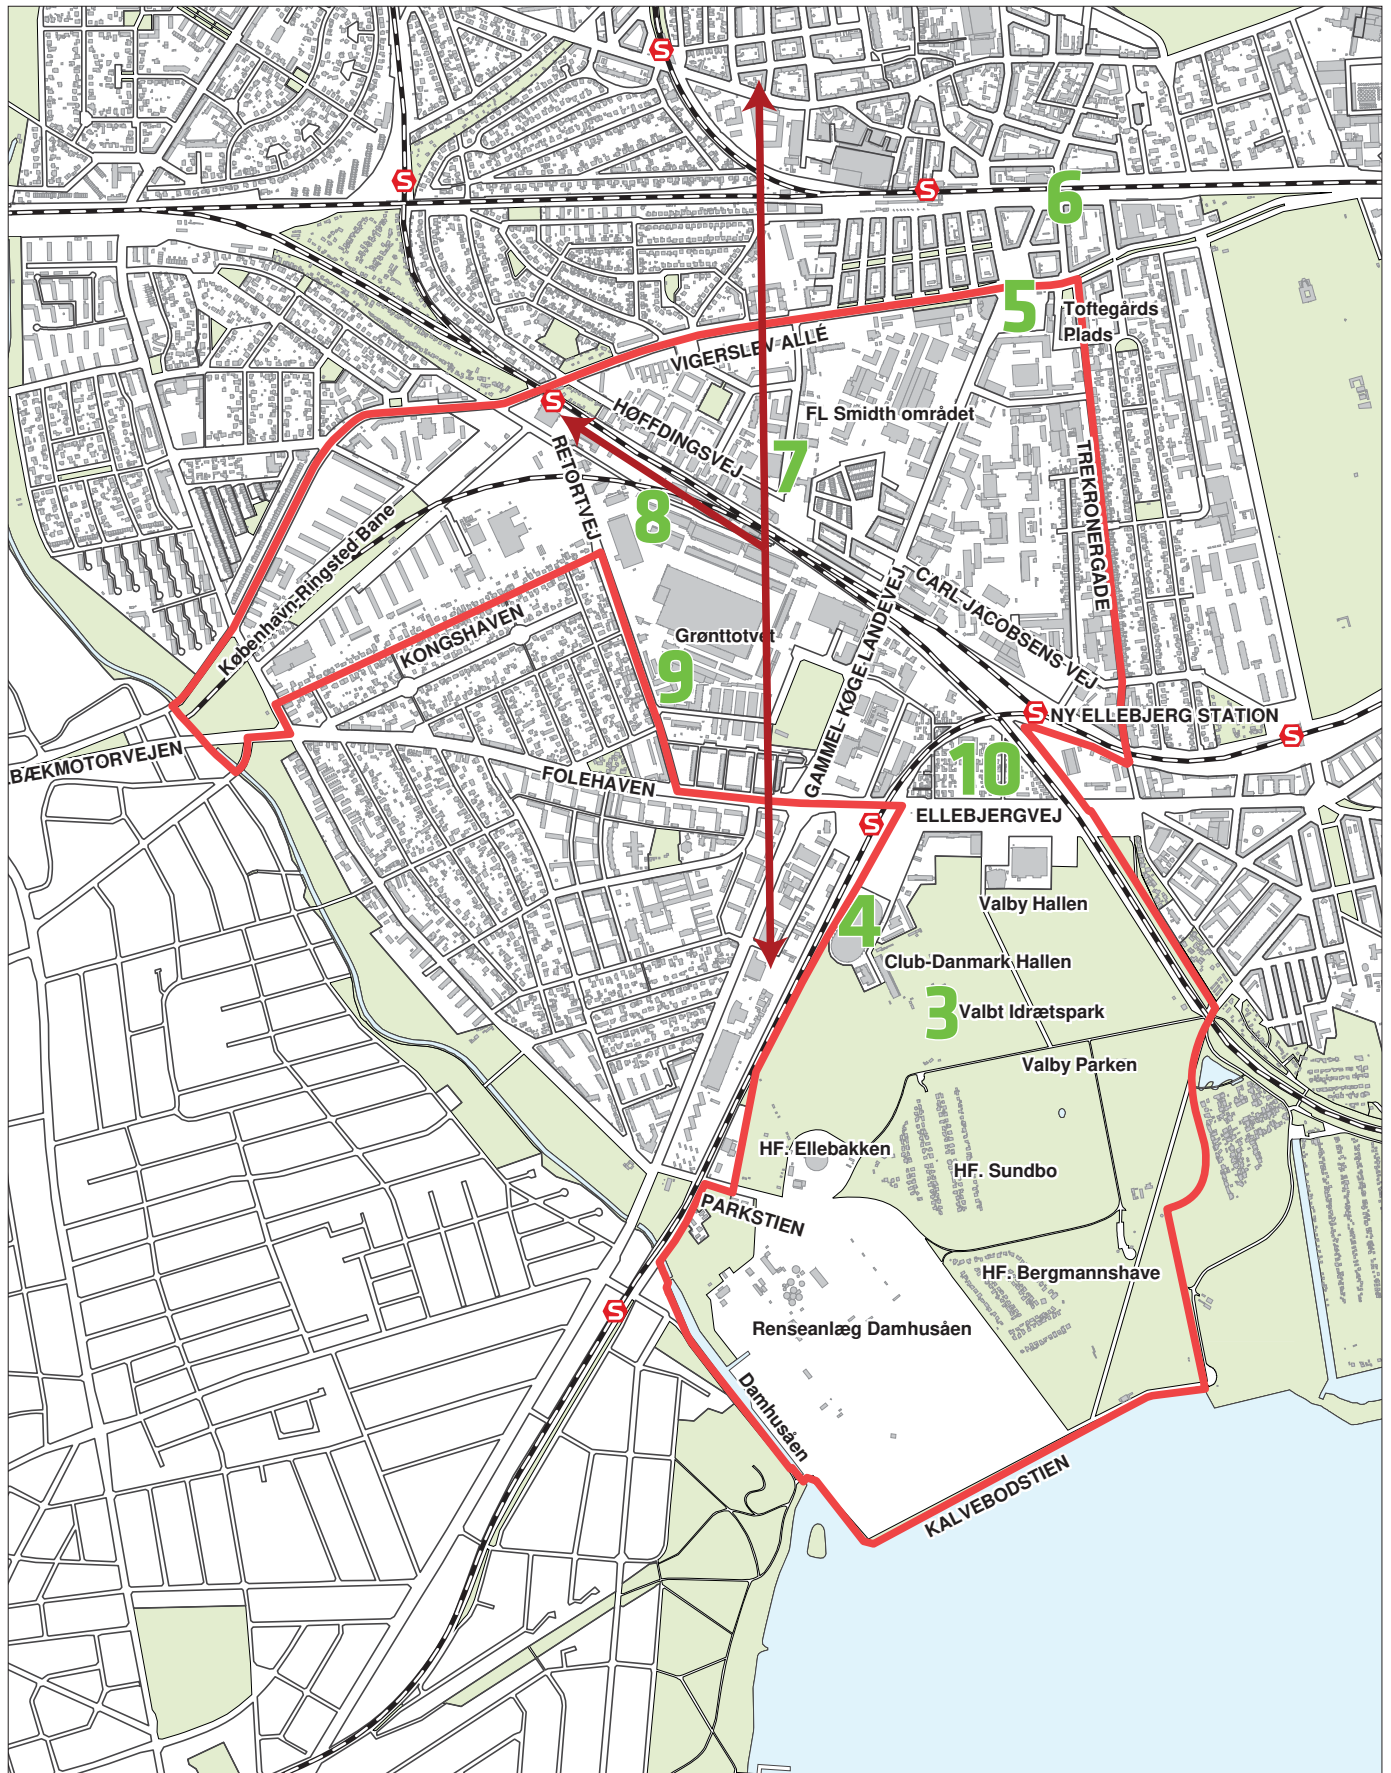 S
S
S
6
5
Toftegårds
Plads
VIGERSLEV ALLÉ
S
HØFFDINGSVEJ
FL Smidth området
RETORTVEJ
7
TREKRONERGADE
8
København-Ringsted Bane
CARL JACOBSENS VEJ
KONGSHAVEN
Grønttotvet
GAMMEL KØGE LANDEVEJ
9
S
NY ELLEBJERG STATION
S
BÆKMOTORVEJEN
10
FOLEHAVEN
ELLEBJERGVEJ
S
Valby Hallen
4
Club-Danmark Hallen
3
Valbt Idrætspark
Valby Parken
HF. Ellebakken
HF. Sundbo
PARKSTIEN
HF. Bergmannshave
S
Renseanlæg Damhusåen
Damhusåen
KALVEBODSTIEN